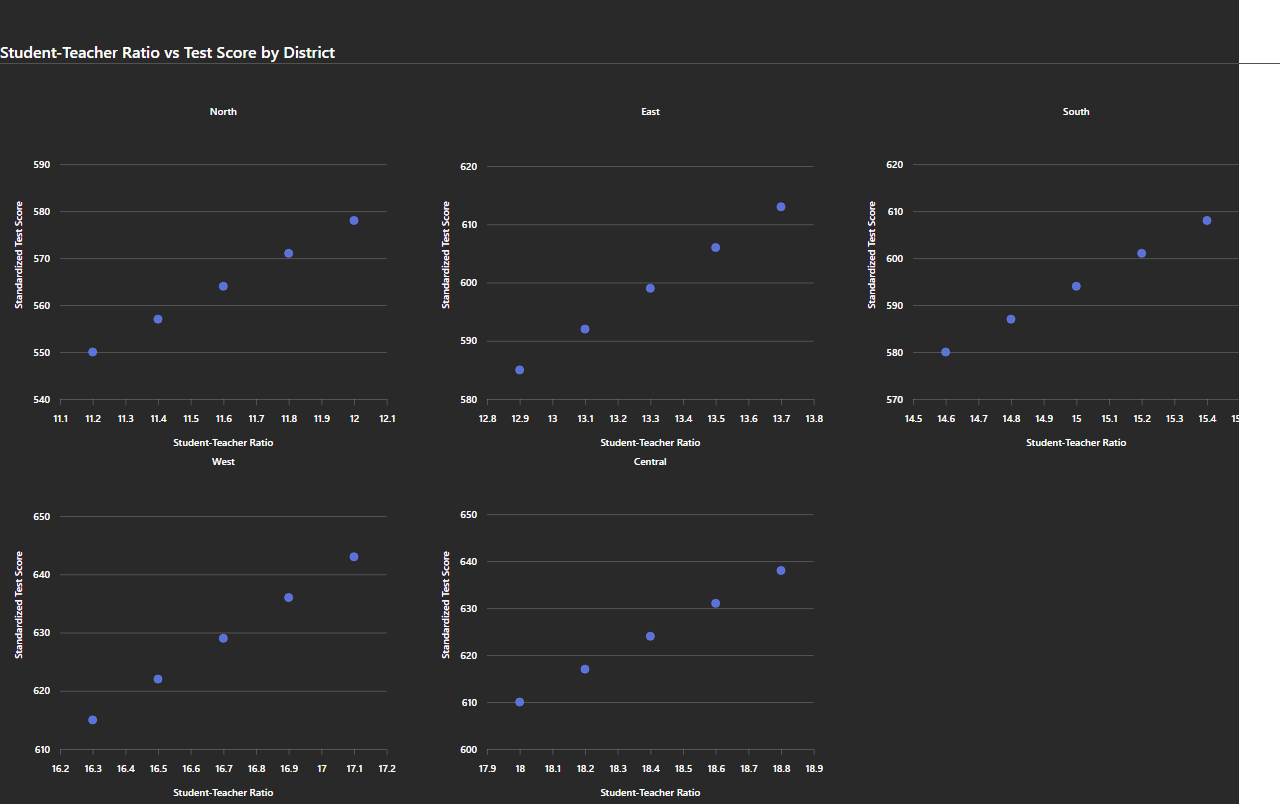 Student-Teacher Ratio vs Test Score by District
North
590
580
570
560
550
540
Standardized Test Score
11.1 11.2 11.3 11.4 11.5 11.6 11.7 11.8 11.9 12 12.1
Student-Teacher Ratio
East
620
610
600
590
580
Standardized Test Score
12.8 12.9 13 13.1 13.2 13.3 13.4 13.5 13.6 13.7 13.8
Student-Teacher Ratio
South
620
610
600
590
580
570
Standardized Test Score
14.5 14.6 14.7 14.8 14.9 15 15.1 15.2 15.3 15.4
Student-Teacher Ratio
West
650
640
630
620
610
Standardized Test Score
16.2 16.3 16.4 16.5 16.6 16.7 16.8 16.9 17 17.1 17.2
Student-Teacher Ratio
Central
650
640
630
620
610
600
Standardized Test Score
17.9 18 18.1 18.2 18.3 18.4 18.5 18.6 18.7 18.8 18.9
Student-Teacher Ratio